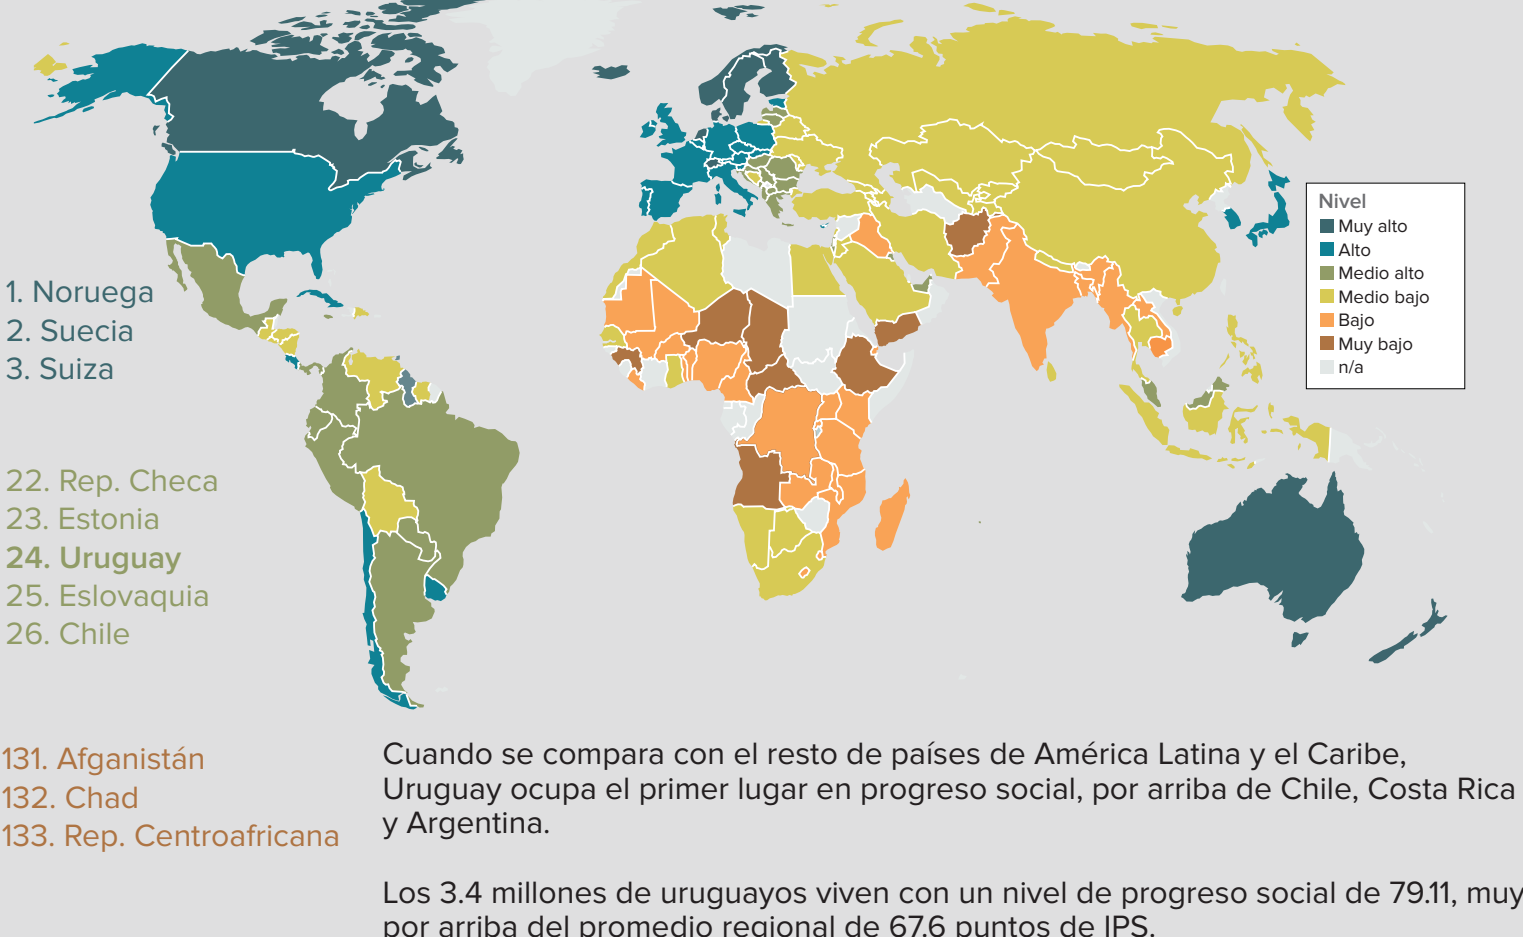 Nivel
Muy alto
Alto
Medio alto
Medio bajo
Bajo
Muy bajo
n/a
1. Noruega
2. Suecia
3. Suiza
22. Rep. Checa
23. Estonia
24. Uruguay
25. Eslovaquia
26. Chile
131. Afganistán
132. Chad
133. Rep. Centroafricana
Cuando se compara con el resto de países de América Latina y el Caribe,
Uruguay ocupa el primer lugar en progreso social, por arriba de Chile, Costa Rica
y Argentina.
Los 3.4 millones de uruguayos viven con un nivel de progreso social de 79.11, muy
por arriba del promedio regional de 67.6 puntos de IPS.